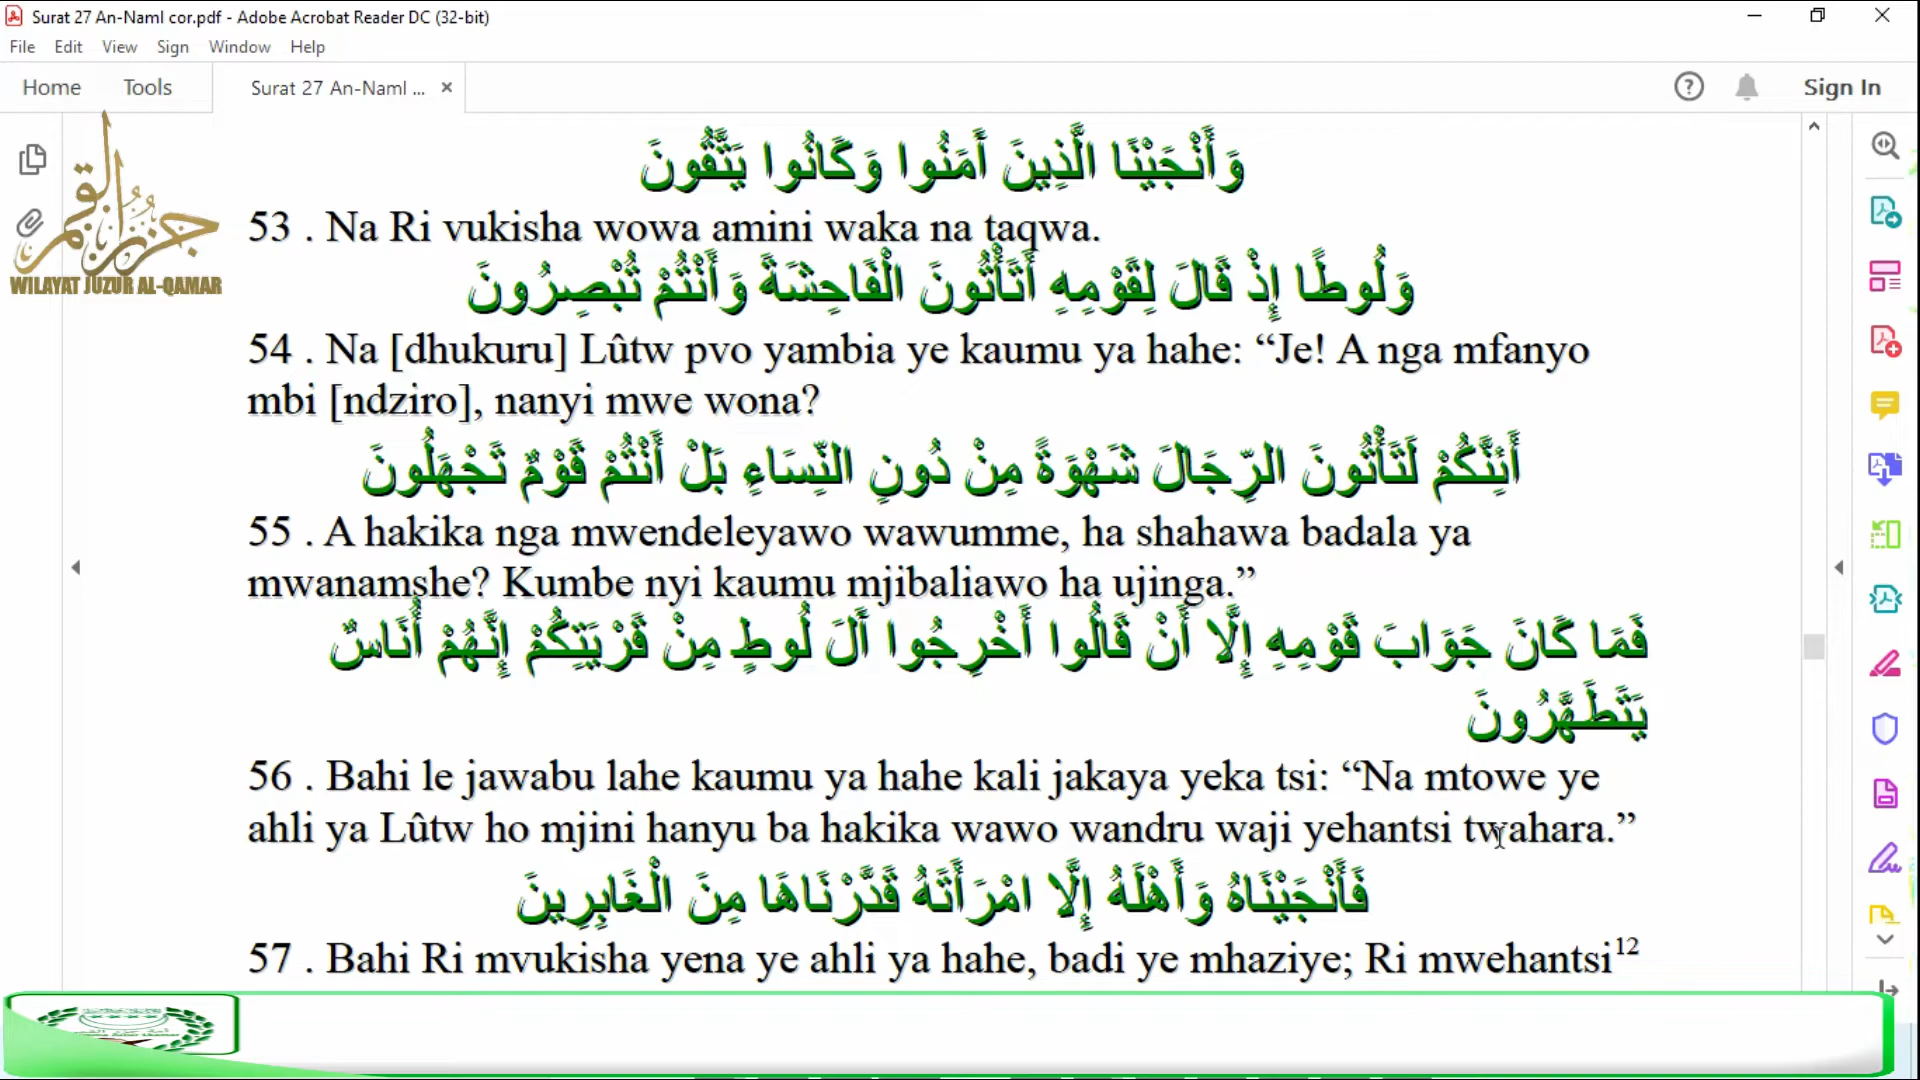 Surat 27 An-Naml cor.pdf - Adobe Acrobat Reader DC (32-bit)
File Edit View Sign Window Help
Home Tools Surat 27 An-Naml ... × Sign In
WILAYAT JUZUR AL-QAMAR
وَأَنْجَيْنَا الَّذِينَ آَمَنُوا وَكَانُوا يَتَّقُونَ
53 . Na Ri vukisha wowa amini waka na taqwa.
وَلُوطًا إِذْ قَالَ لِقَوْمِهِ أَتَأْتُونَ الْفَاحِشَةَ وَأَنْتُمْ تُبْصِرُونَ
54 . Na [dhukuru] Lûtw pvo yambia ye kaumu ya hahe: “Je! A nga mfanyo
mbi [ndziro], nanyi mwe wona?
أَئِنَّكُمْ لَتَأْتُونَ الرِّجَالَ شَهْوَةً مِنْ دُونِ النِّسَاءِ بَلْ أَنْتُمْ قَوْمٌ تَجْهَلُونَ
55 . A hakika nga mwendeleyawo wawumme, ha shahawa badala ya
mwanamshe? Kumbe nyi kaumu mjibaliawo ha ujinga.”
فَمَا كَانَ جَوَابَ قَوْمِهِ إِلَّا أَنْ قَالُوا أَخْرِجُوا آَلَ لُوطٍ مِنْ قَرْيَتِكُمْ إِنَّهُمْ أُنَاسٌ
يَتَطَهَّرُونَ
56 . Bahi le jawabu lahe kaumu ya hahe kali jakaya yeka tsi: “Na mtowe ye
ahli ya Lûtw ho mjini hanyu ba hakika wawo wandru waji yehantsi twahara.”
فَأَنْجَيْنَاهُ وَأَهْلَهُ إِلَّا امْرَأَتَهُ قَدَّرْنَاهَا مِنَ الْغَابِرِينَ
57 . Bahi Ri mvukisha yena ye ahli ya hahe, badi ye mhaziye; Ri mwehantsi12